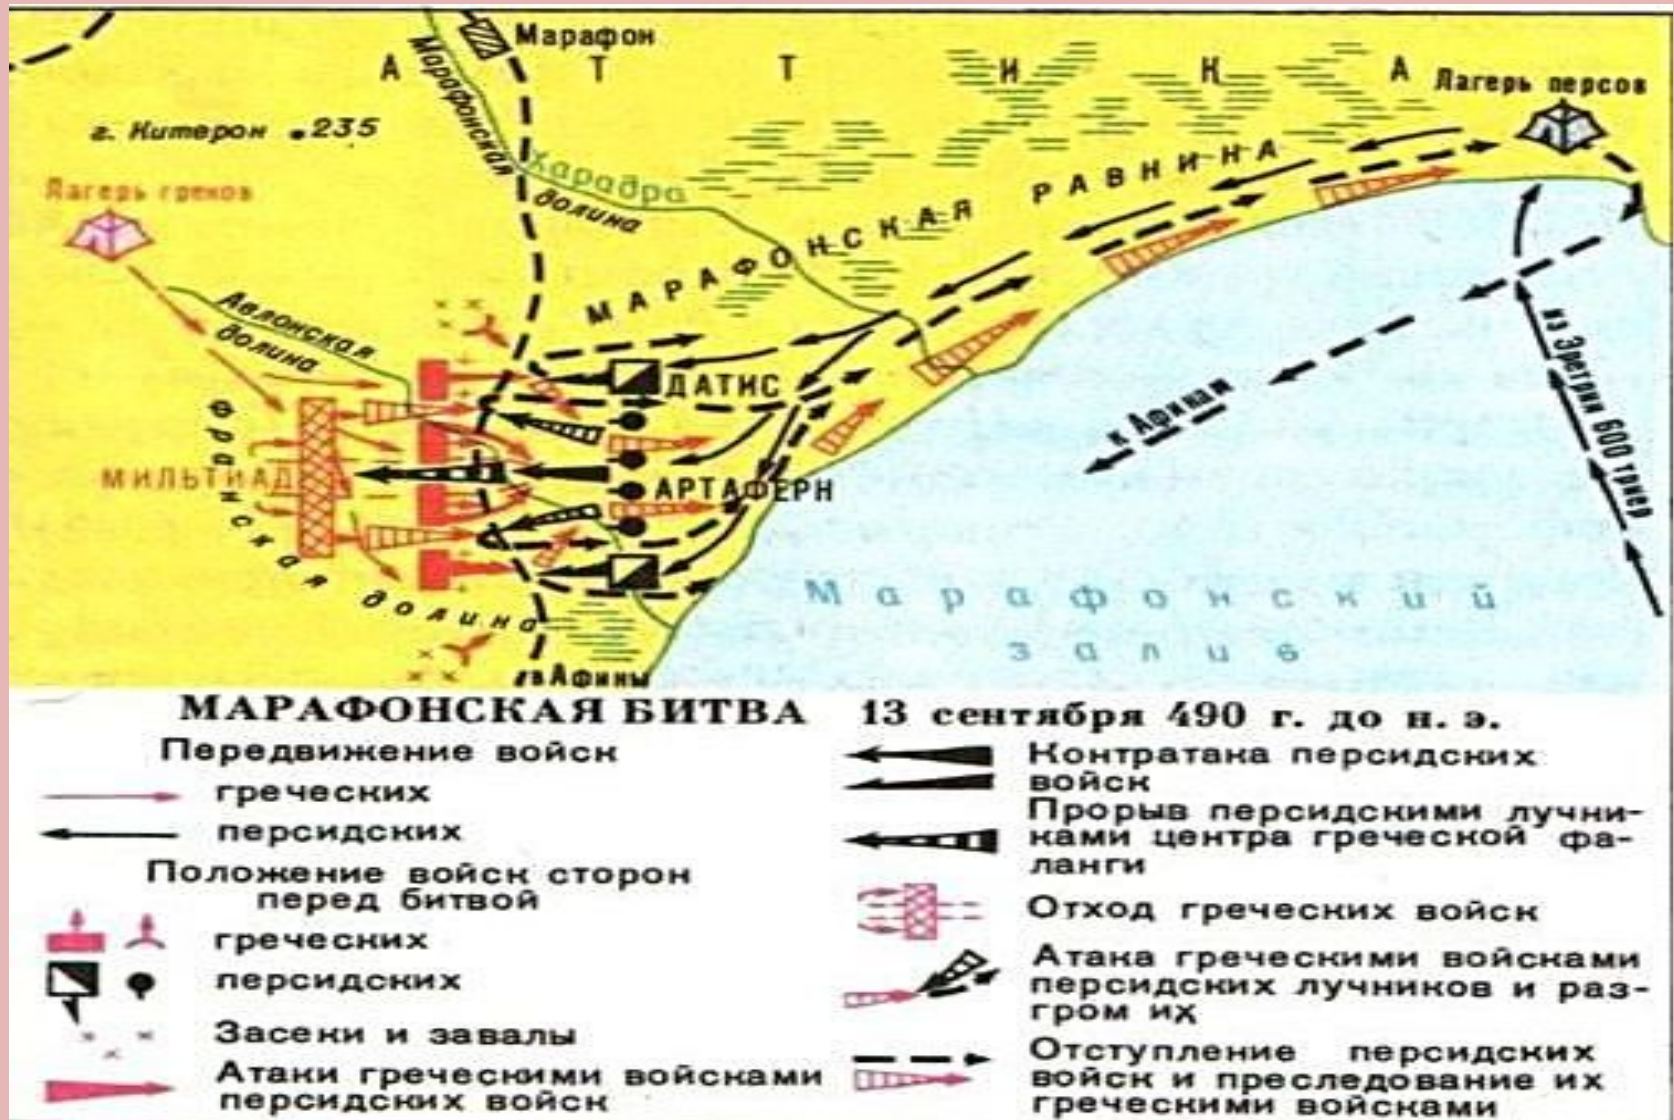 Марафон
АТТИКА
Лагерь персов
Марафонская
долина
г. Китерон .235
Харадра
Лагерь греков
МАРАФОНСКАЯ РАВНИНА
Авлонская
долина
из Эретрии 600 триер
ДАТИС
к Афинам
МИЛЬТИАД
АРТАФЕРН
долина
Марафонский
залив
в Афины
МАРАФОНСКАЯ БИТВА 13 сентября 490 г. до н. э.
Передвижение войск
греческих
персидских
Положение войск сторон
перед битвой
греческих
персидских
Засеки и завалы
Атаки греческими войсками
персидских войск
Контратака персидских
войск
Прорыв персидскими лучни-
ками центра греческой фа-
ланги
Отход греческих войск
Атака греческими войсками
персидских лучников и раз-
гром их
Отступление персидских
войск и преследование их
греческими войсками